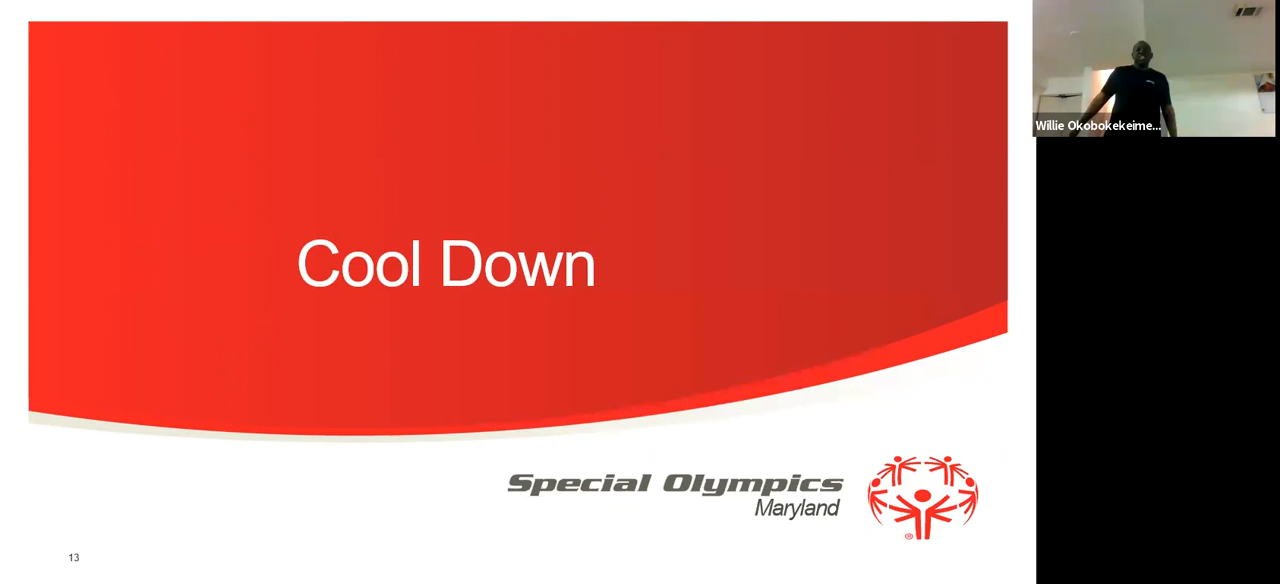 Cool Down
Special Olympics
Maryland
®
13
Willie Okobokekeime...